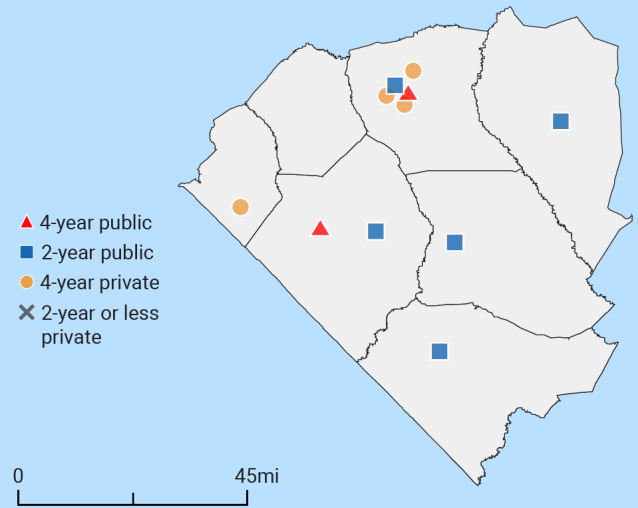 4-year public
2-year public
4-year private
2-year or less
private
0
45mi